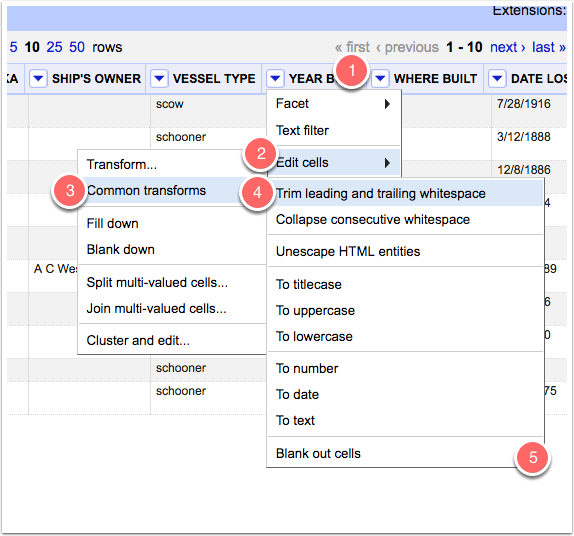 Extensions:
5 10 25 50 rows « first ‹ previous 1 - 10 next › last »
KA SHIP'S OWNER VESSEL TYPE YEAR B 1 WHERE BUILT DATE LOS
scow 7/28/1916
schooner 3/12/1888
12/8/1886
4
A C Wes 89
6
0
schooner
schooner 75
Facet
Text filter
2 Edit cells
Transform...
3 Common transforms
Fill down
Blank down
Split multi-valued cells...
Join multi-valued cells...
Cluster and edit...
4 Trim leading and trailing whitespace
Collapse consecutive whitespace
Unescape HTML entities
To titlecase
To uppercase
To lowercase
To number
To date
To text
Blank out cells 5